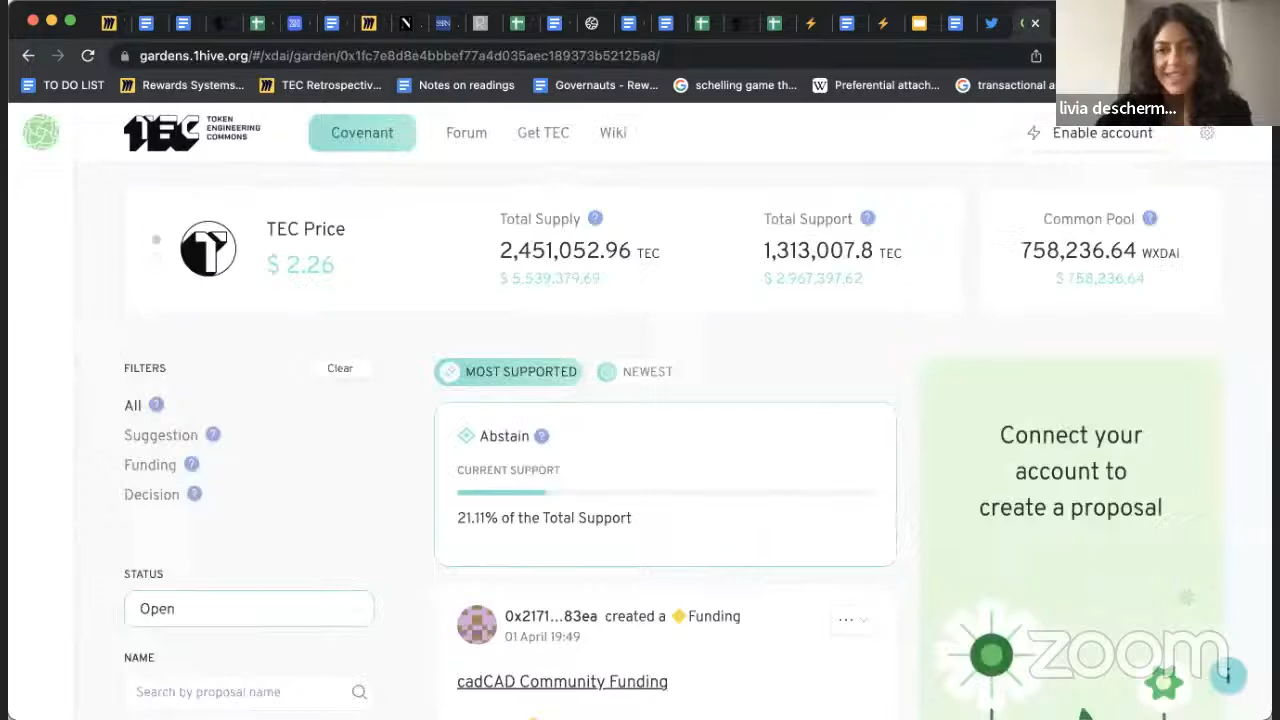 gardens.1hive.org/#/xdai/garden/0x1fc7e8d8e4bbbef77a4d035aec189373b52125a8/
TO DO LIST
Rewards Systems...
TEC Retrospectiv...
Notes on readings
Governauts - Rew...
schelling game th...
Preferential attach...
transactional a
livia descherm...
TEC
TOKEN
ENGINEERING
COMMONS
Covenant
Forum
Get TEC
Wiki
Enable account
TEC Price
$ 2.26
Total Supply ?
2,451,052.96 TEC
$ 5,539,379.69
Total Support ?
1,313,007.8 TEC
$ 2,967,397.62
Common Pool ?
758,236.64 WXDAI
$ 758,236.64
FILTERS
Clear
All ?
Suggestion ?
Funding ?
Decision ?
STATUS
Open
NAME
Search by proposal name
MOST SUPPORTED
NEWEST
Abstain ?
CURRENT SUPPORT
21.11% of the Total Support
0x2171...83ea created a Funding
01 April 19:49
...
cadCAD Community Funding
Connect your
account to
create a proposal
zoom
i